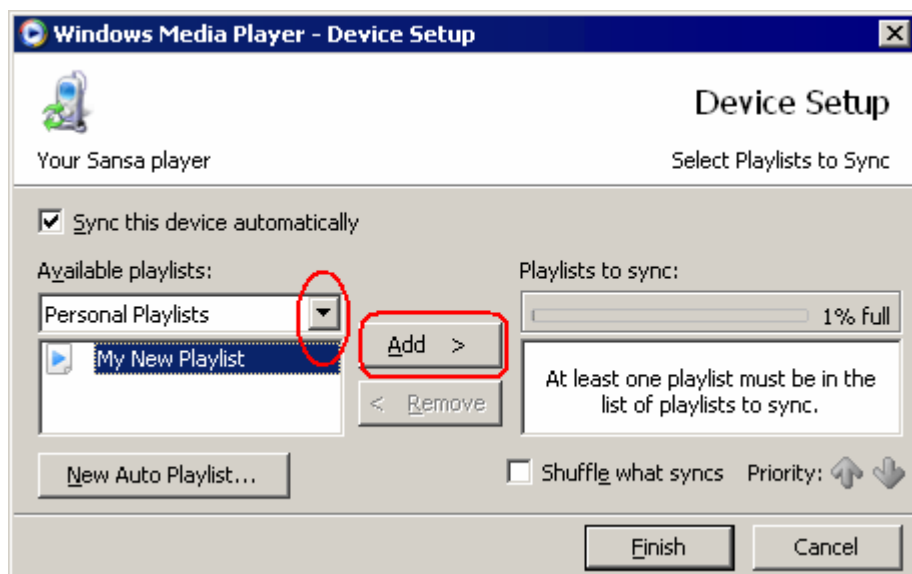 Windows Media Player - Device Setup
Device Setup
Your Sansa player
Select Playlists to Sync
Sync this device automatically
Available playlists:
Playlists to sync:
Personal Playlists
1% full
My New Playlist
Add >
At least one playlist must be in the
list of playlists to sync.
< Remove
New Auto Playlist...
Shuffle what syncs
Priority:
Finish
Cancel